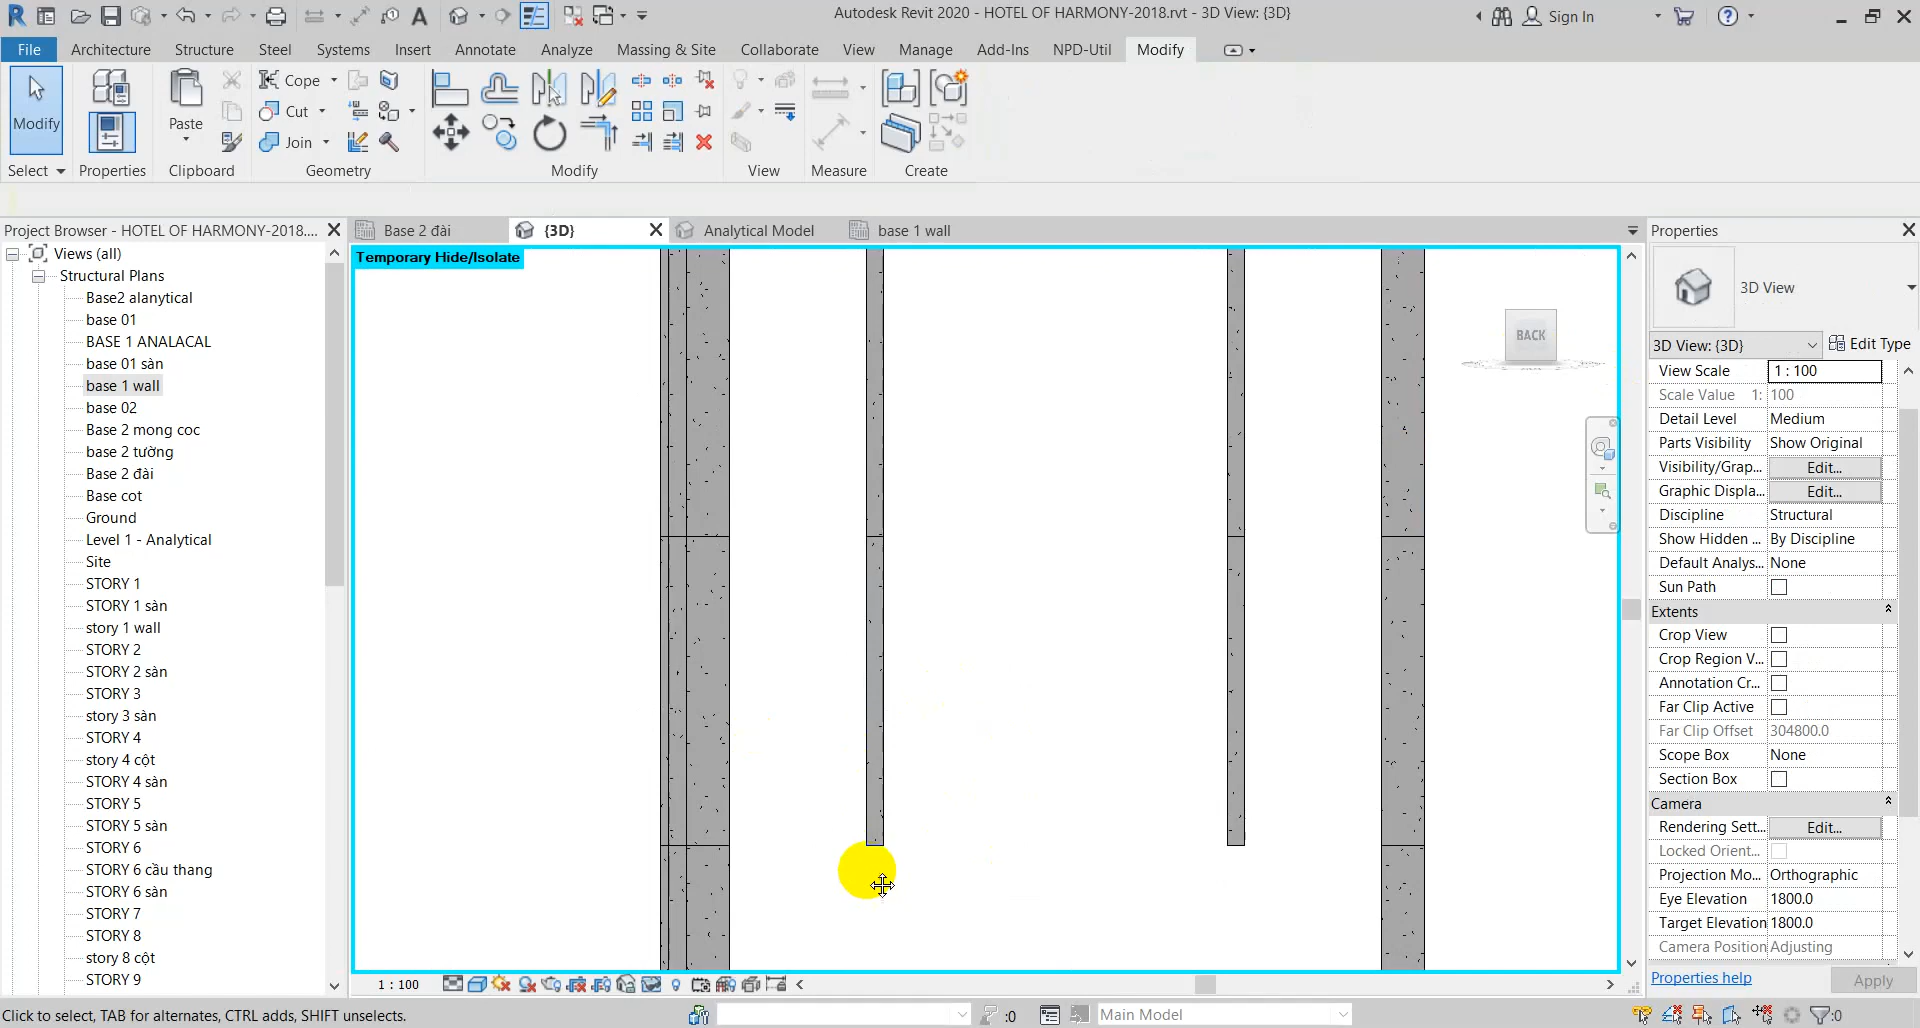 Autodesk Revit 2020 - HOTEL OF HARMONY-2018.rvt - 3D View: {3D}
Sign In
File Architecture Structure Steel Systems Insert Annotate Analyze Massing & Site Collaborate View Manage Add-Ins NPD-Util Modify
Modify
Paste
Cope
Cut
Join
Select Properties Clipboard Geometry Modify View Measure Create
Project Browser - HOTEL OF HARMONY-2018....
Views (all)
Structural Plans
Base2 alanytical
base 01
BASE 1 ANALACAL
base 01 sàn
base 1 wall
base 02
Base 2 mong coc
base 2 tường
Base 2 đài
Base cot
Ground
Level 1 - Analytical
Site
STORY 1
STORY 1 sàn
story 1 wall
STORY 2
STORY 2 sàn
STORY 3
story 3 sàn
STORY 4
story 4 cột
STORY 4 sàn
STORY 5
STORY 5 sàn
STORY 6
STORY 6 cầu thang
STORY 6 sàn
STORY 7
STORY 8
story 8 cột
STORY 9
Base 2 đài {3D} Analytical Model base 1 wall
Temporary Hide/Isolate
BACK
1 : 100
Properties
3D View
3D View: {3D} Edit Type
View Scale 1 : 100
Scale Value 1: 100
Detail Level Medium
Parts Visibility Show Original
Visibility/Grap... Edit...
Graphic Displa... Edit...
Discipline Structural
Show Hidden ... By Discipline
Default Analys... None
Sun Path
Extents
Crop View
Crop Region V...
Annotation Cr...
Far Clip Active
Far Clip Offset 304800.0
Scope Box None
Section Box
Camera
Rendering Sett... Edit...
Locked Orient...
Projection Mo... Orthographic
Eye Elevation 1800.0
Target Elevation 1800.0
Camera Position Adjusting
Properties help Apply
Click to select, TAB for alternates, CTRL adds, SHIFT unselects.
:0
Main Model
:0